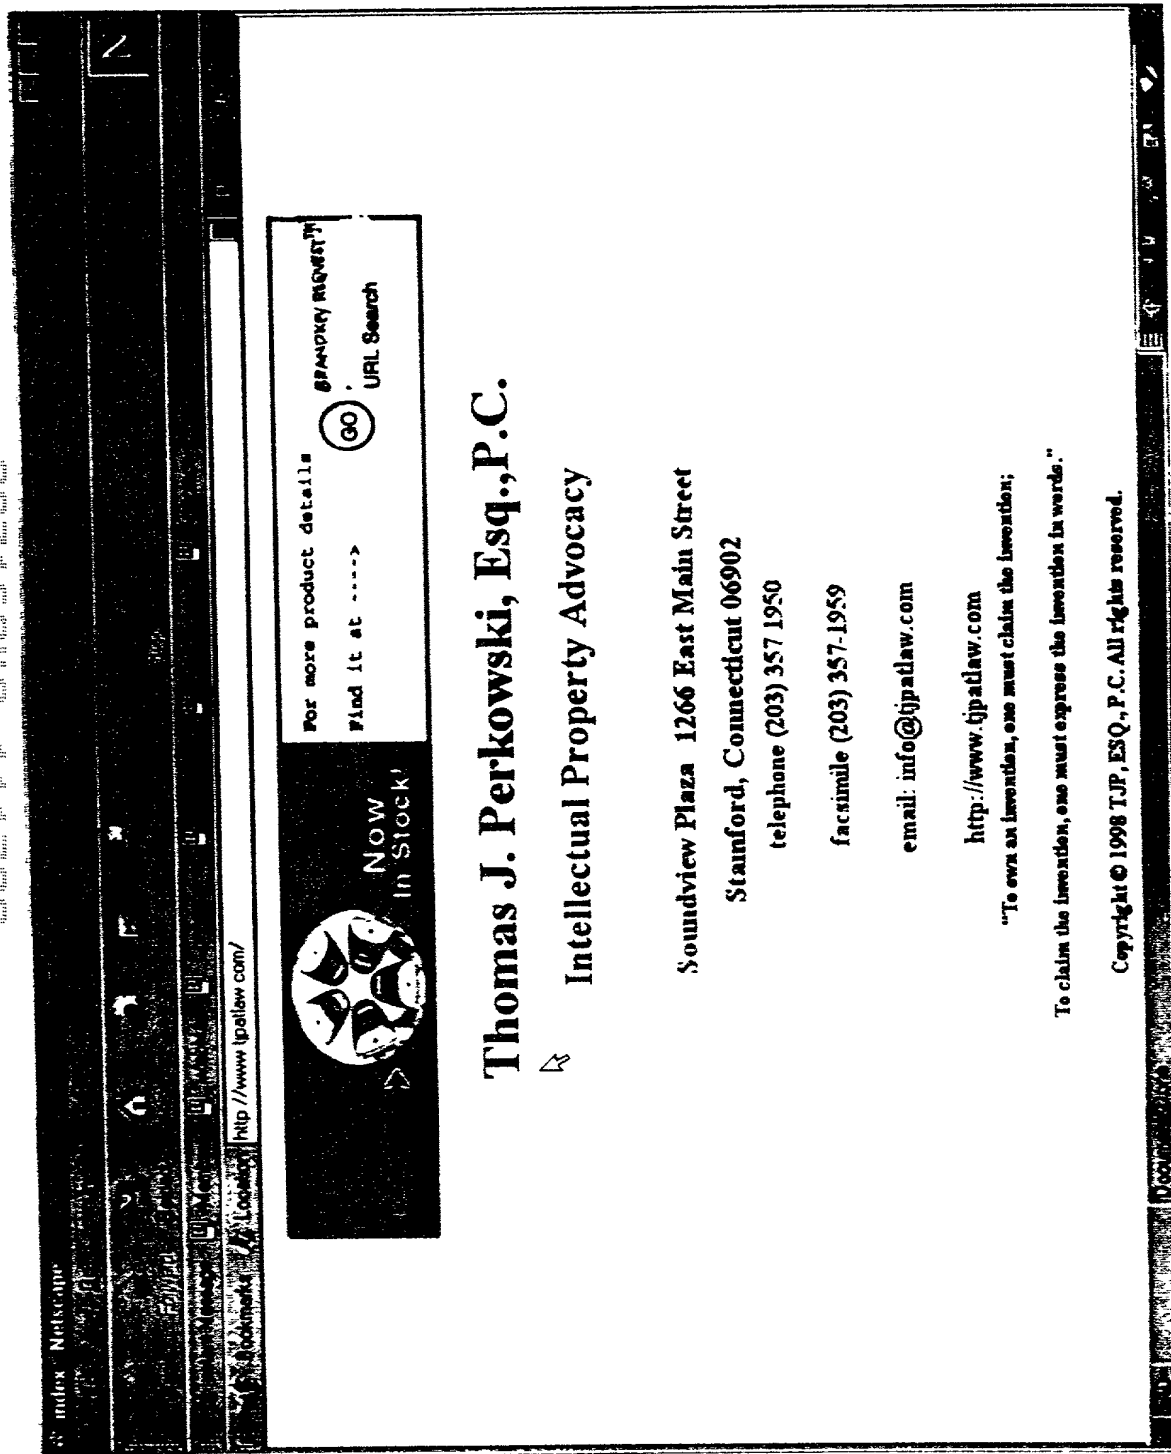 index Netscape
Bookmarks Location http://www tjpatlaw com/
Now
In Stock!
For more product details
Find it at ---->
GO
BRANDKEY REQUEST™
URL Search
Thomas J. Perkowski, Esq.,P.C.
Intellectual Property Advocacy
Soundview Plaza 1266 East Main Street
Stamford, Connecticut 06902
telephone (203) 357 1950
facsimile (203) 357-1959
email: info@tjpatlaw.com
http://www.tjpatlaw.com
"To own an invention, one must claim the invention;
To claim the invention, one must express the invention in words."
Copyright © 1998 TJP, ESQ., P.C. All rights reserved.